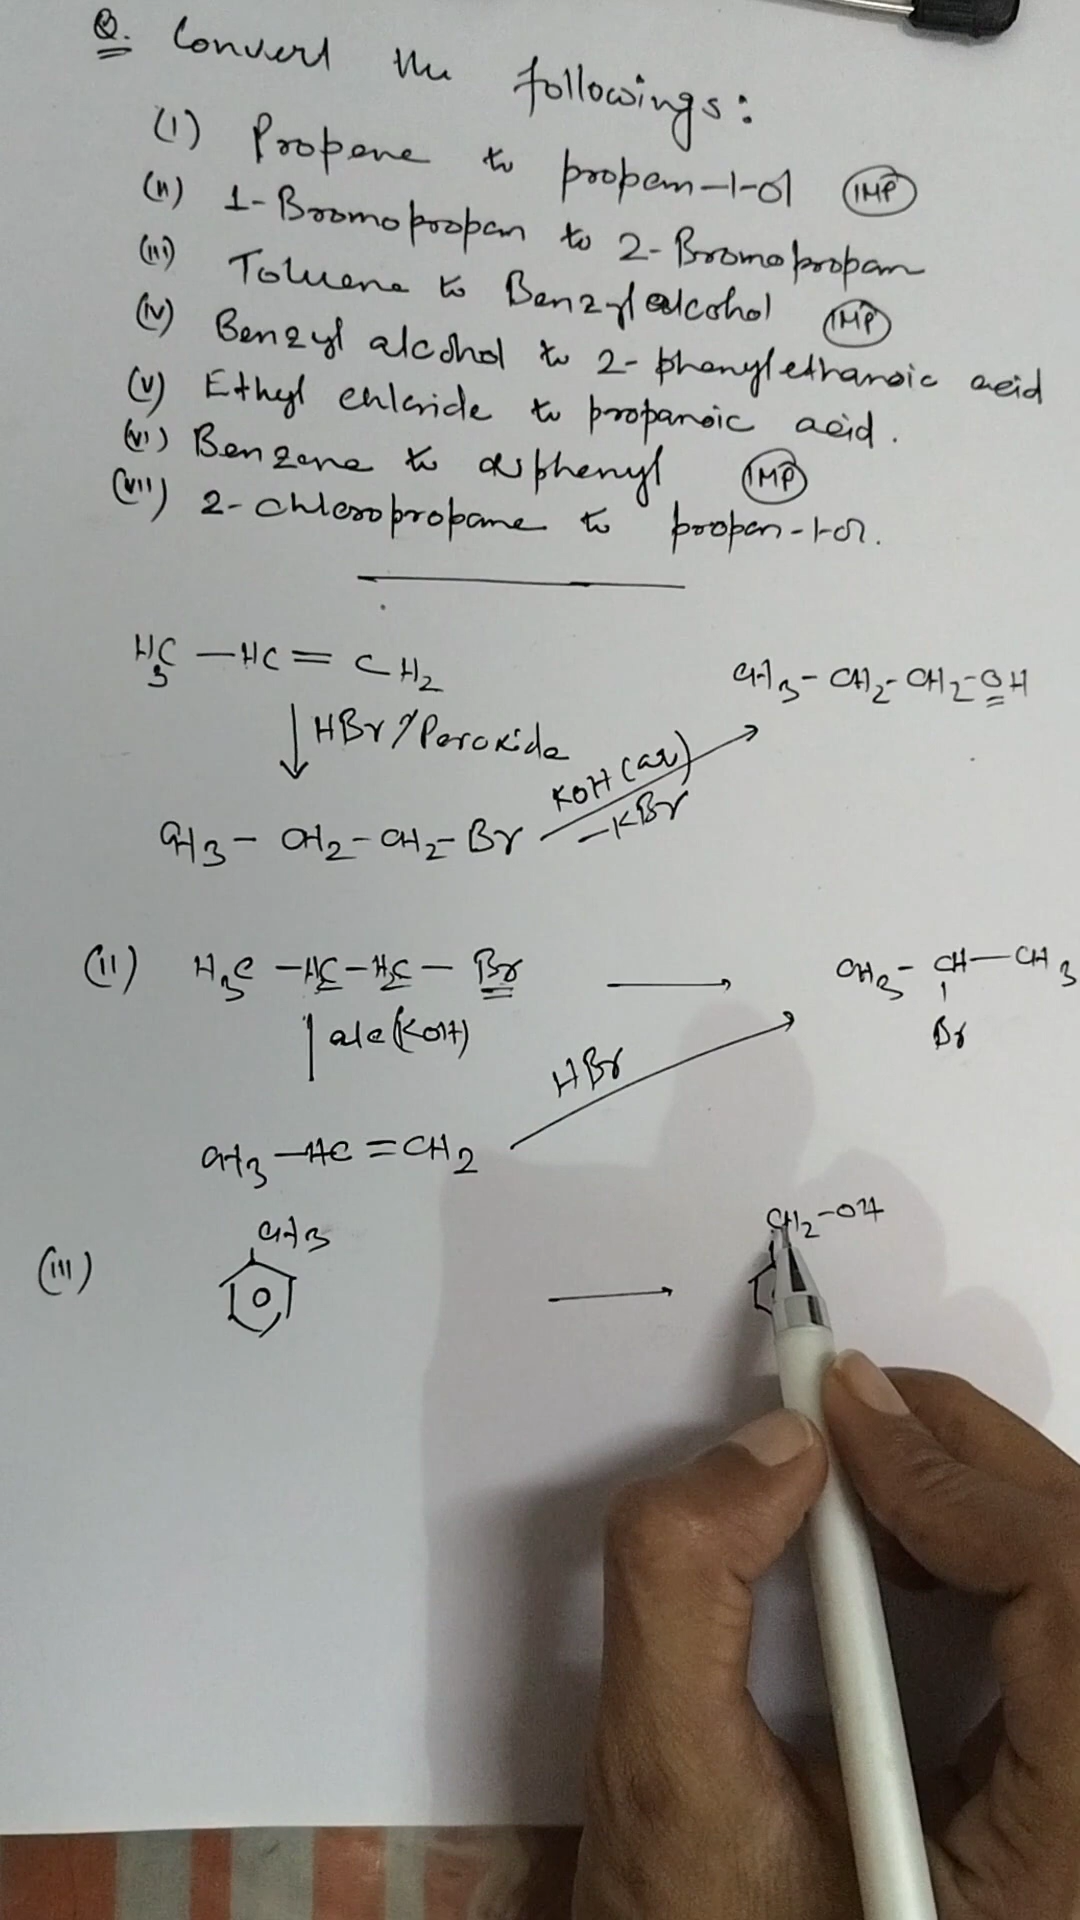 Q. Convert the followings:
(i) Propene to propan-1-ol (IMP)
(ii) 1-Bromopropan to 2-Bromopropan
(iii) Toluene to Benzyl alcohol (IMP)
(iv) Benzyl alcohol to 2-phenylethanoic acid
(v) Ethyl chloride to propanoic acid.
(vi) Benzene to diphenyl (IMP)
(vii) 2-chloropropane to propan-1-ol.
H3C —HC = CH2
CH3-CH2-CH2-OH
↓ HBr/Peroxide
KOH (aq)
-KBr
CH3-CH2-CH2-Br
(ii) H3C -H2C-H2C - Br → CH3-CH-CH3
Br
alc(KOH)
HBr
CH3-HC=CH2
CH2-OH
CH3
(iii) →